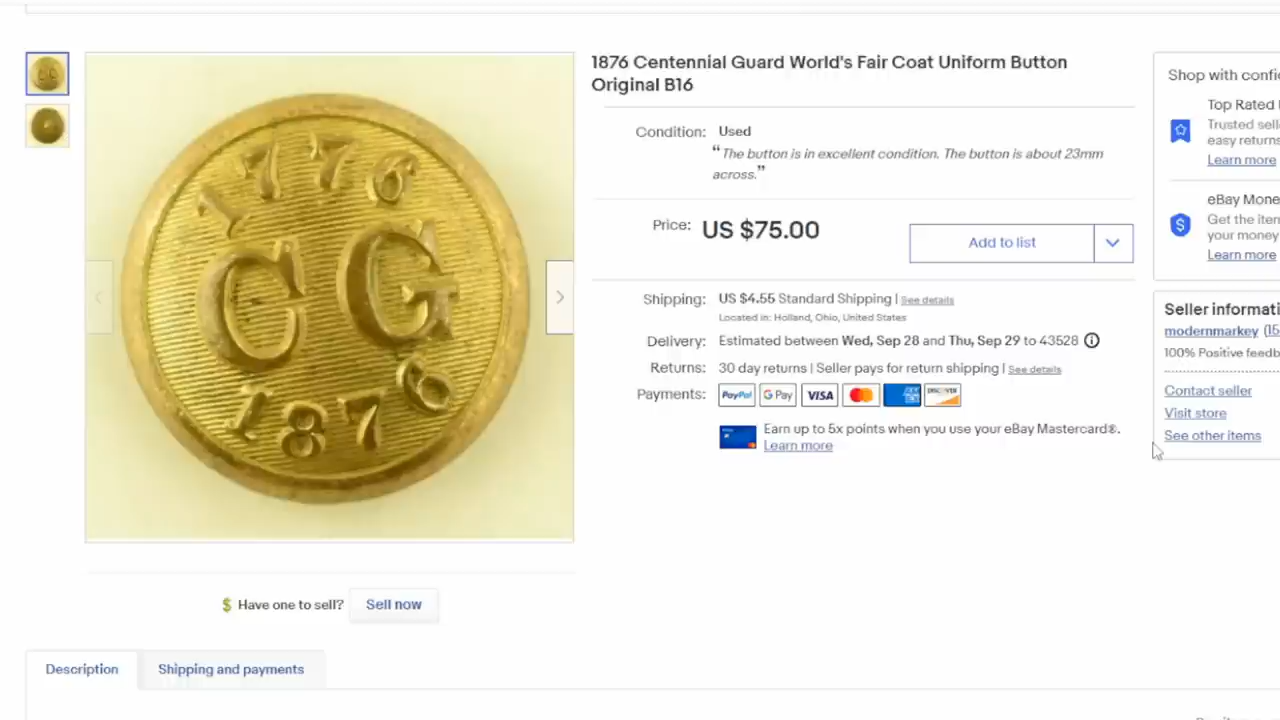 1776
CG
1876
1876 Centennial Guard World's Fair Coat Uniform Button
Original B16
Condition: Used
“The button is in excellent condition. The button is about 23mm
across.”
Price: US $75.00
Add to list
Shipping: US $4.55 Standard Shipping | See details
Located in: Holland, Ohio, United States
Delivery: Estimated between Wed, Sep 28 and Thu, Sep 29 to 43528
Returns: 30 day returns | Seller pays for return shipping | See details
Payments: PayPal G Pay VISA DISCOVER
Earn up to 5x points when you use your eBay Mastercard®.
Learn more
Shop with confi
Top Rated
Trusted sell
easy returns
Learn more
$
eBay Mone
Get the item
your money
Learn more
Seller informati
modernmarkey (15
100% Positive feedb
Contact seller
Visit store
See other items
$ Have one to sell? Sell now
Description
Shipping and payments